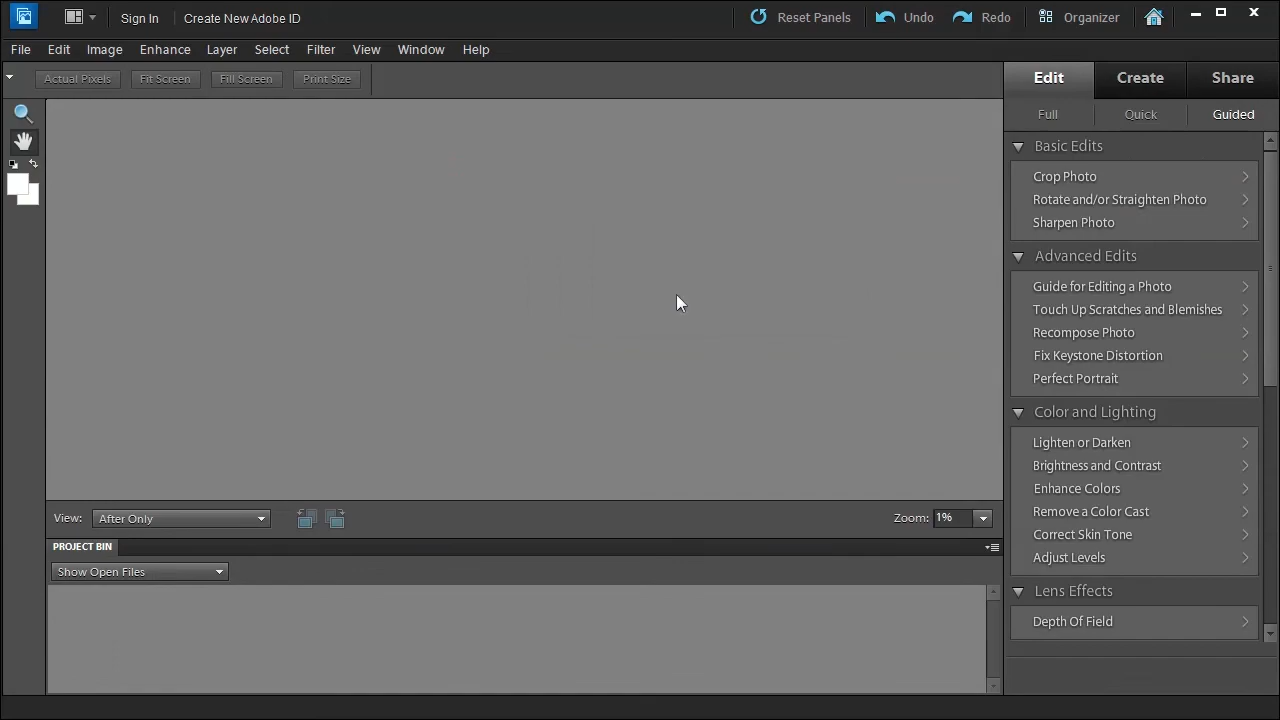 Sign In
Create New Adobe ID
Reset Panels
Undo
Redo
Organizer
File Edit Image Enhance Layer Select Filter View Window Help
Actual Pixels
Fit Screen
Fill Screen
Print Size
Edit
Create
Share
Full
Quick
Guided
Basic Edits
Crop Photo
Rotate and/or Straighten Photo
Sharpen Photo
Advanced Edits
Guide for Editing a Photo
Touch Up Scratches and Blemishes
Recompose Photo
Fix Keystone Distortion
Perfect Portrait
Color and Lighting
Lighten or Darken
Brightness and Contrast
Enhance Colors
Remove a Color Cast
Correct Skin Tone
Adjust Levels
Lens Effects
Depth Of Field
View: After Only
Zoom: 1%
PROJECT BIN
Show Open Files